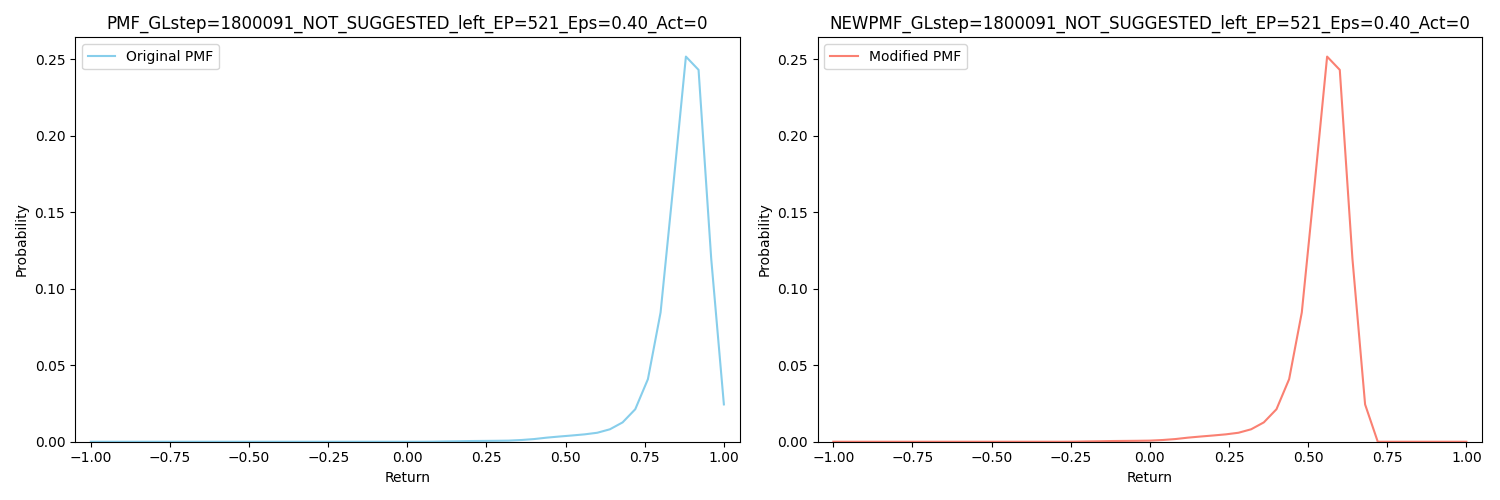 PMF_GLstep=1800091_NOT_SUGGESTED_left_EP=521_Eps=0.40_Act=0
Original PMF
Probability
0.25
0.20
0.15
0.10
0.05
0.00
−1.00 −0.75 −0.50 −0.25 0.00 0.25 0.50 0.75 1.00
Return
NEWPMF_GLstep=1800091_NOT_SUGGESTED_left_EP=521_Eps=0.40_Act=0
Modified PMF
Probability
0.25
0.20
0.15
0.10
0.05
0.00
−1.00 −0.75 −0.50 −0.25 0.00 0.25 0.50 0.75 1.00
Return